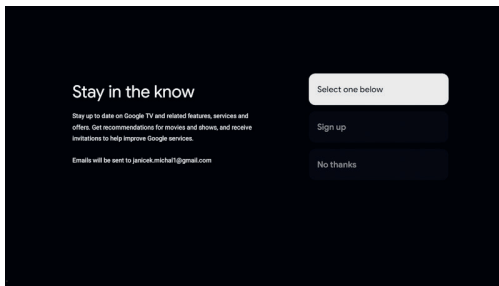 Stay in the know
Stay up to date on Google TV and related features, services and
offers. Get recommendations for movies and shows, and receive
invitations to help improve Google services.
Emails will be sent to janicek.michal1@gmail.com
Select one below
Sign up
No thanks